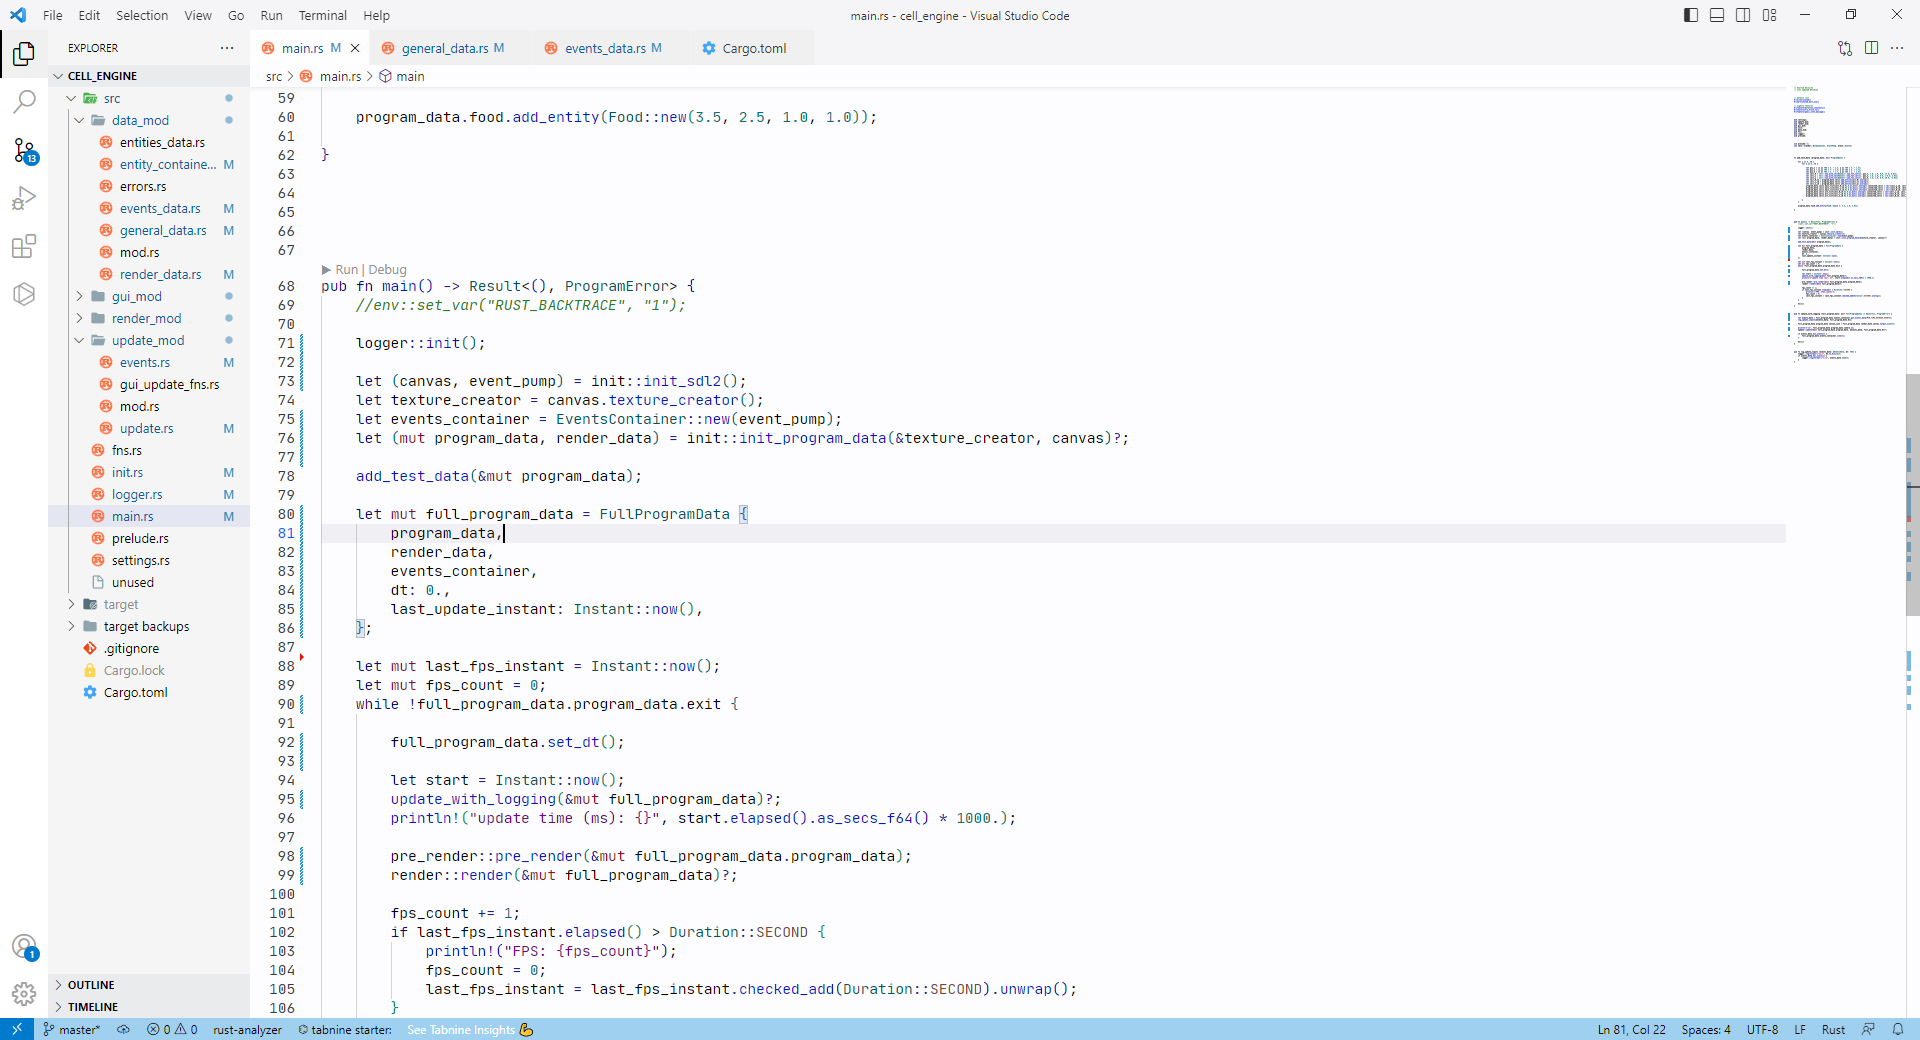 File Edit Selection View Go Run Terminal Help
main.rs - cell_engine - Visual Studio Code
EXPLORER
CELL_ENGINE
src
data_mod
entities_data.rs
entity_containe... M
errors.rs
events_data.rs M
general_data.rs M
mod.rs
render_data.rs M
gui_mod
render_mod
update_mod
events.rs M
gui_update_fns.rs
mod.rs
update.rs M
fns.rs
init.rs M
logger.rs M
main.rs M
prelude.rs
settings.rs
unused
target
target backups
.gitignore
Cargo.lock
Cargo.toml
OUTLINE
TIMELINE
13
1
main.rs M
general_data.rs M
events_data.rs M
Cargo.toml
src > main.rs > main
59
60 program_data.food.add_entity(Food::new(3.5, 2.5, 1.0, 1.0));
61
62 }
63
64
65
66
67
Run | Debug
68 pub fn main() -> Result<(), ProgramError> {
69 //env::set_var("RUST_BACKTRACE", "1");
70
71 logger::init();
72
73 let (canvas, event_pump) = init::init_sdl2();
74 let texture_creator = canvas.texture_creator();
75 let events_container = EventsContainer::new(event_pump);
76 let (mut program_data, render_data) = init::init_program_data(&texture_creator, canvas)?;
77
78 add_test_data(&mut program_data);
79
80 let mut full_program_data = FullProgramData {
81 program_data,
82 render_data,
83 events_container,
84 dt: 0.,
85 last_update_instant: Instant::now(),
86 };
87
88 let mut last_fps_instant = Instant::now();
89 let mut fps_count = 0;
90 while !full_program_data.program_data.exit {
91
92 full_program_data.set_dt();
93
94 let start = Instant::now();
95 update_with_logging(&mut full_program_data)?;
96 println!("update time (ms): {}", start.elapsed().as_secs_f64() * 1000.);
97
98 pre_render::pre_render(&mut full_program_data.program_data);
99 render::render(&mut full_program_data)?;
100
101 fps_count += 1;
102 if last_fps_instant.elapsed() > Duration::SECOND {
103 println!("FPS: {fps_count}");
104 fps_count = 0;
105 last_fps_instant = last_fps_instant.checked_add(Duration::SECOND).unwrap();
106 }
master* 0 0 rust-analyzer tabnine starter: See Tabnine Insights
Ln 81, Col 22 Spaces: 4 UTF-8 LF Rust